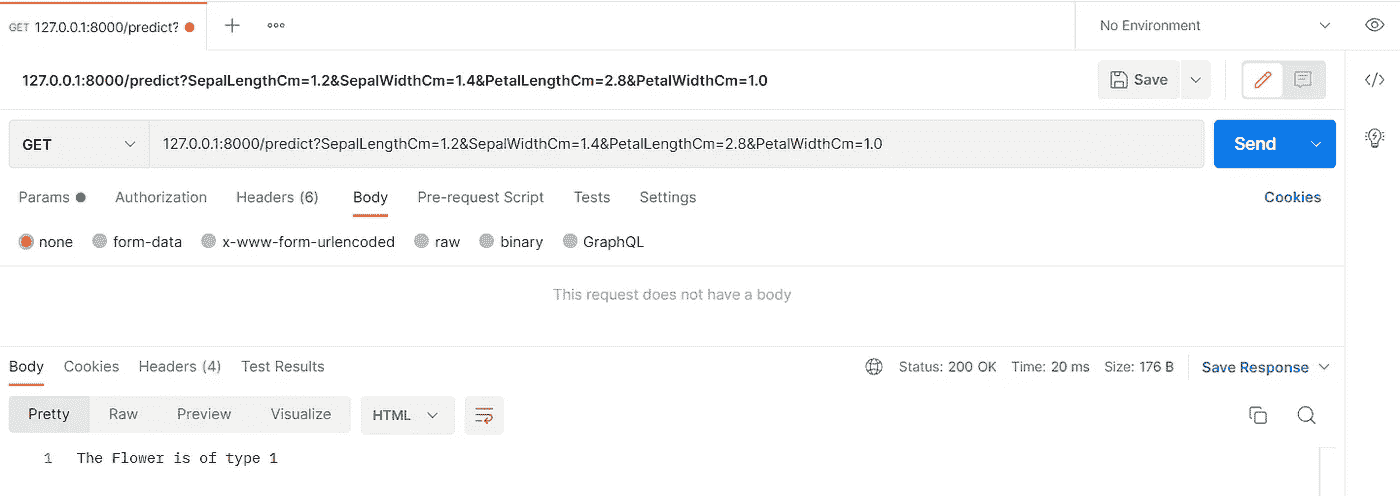 GET 127.0.0.1:8000/predict?
No Environment
127.0.0.1:8000/predict?SepalLengthCm=1.2&SepalWidthCm=1.4&PetalLengthCm=2.8&PetalWidthCm=1.0
Save
GET 127.0.0.1:8000/predict?SepalLengthCm=1.2&SepalWidthCm=1.4&PetalLengthCm=2.8&PetalWidthCm=1.0 Send
Params Authorization Headers (6) Body Pre-request Script Tests Settings Cookies
none form-data x-www-form-urlencoded raw binary GraphQL
This request does not have a body
Body Cookies Headers (4) Test Results Status: 200 OK Time: 20 ms Size: 176 B Save Response
Pretty Raw Preview Visualize HTML
1 The Flower is of type 1